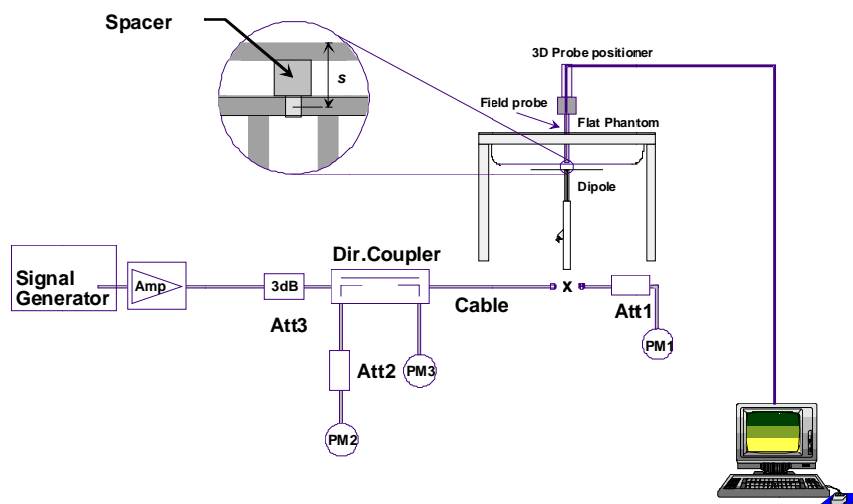 Spacer
s
3D Probe positioner
Field probe
Flat Phantom
Dipole
Signal
Generator
Amp
3dB
Att3
Dir.Coupler
Cable
x
Att1
PM1
Att2
PM3
PM2